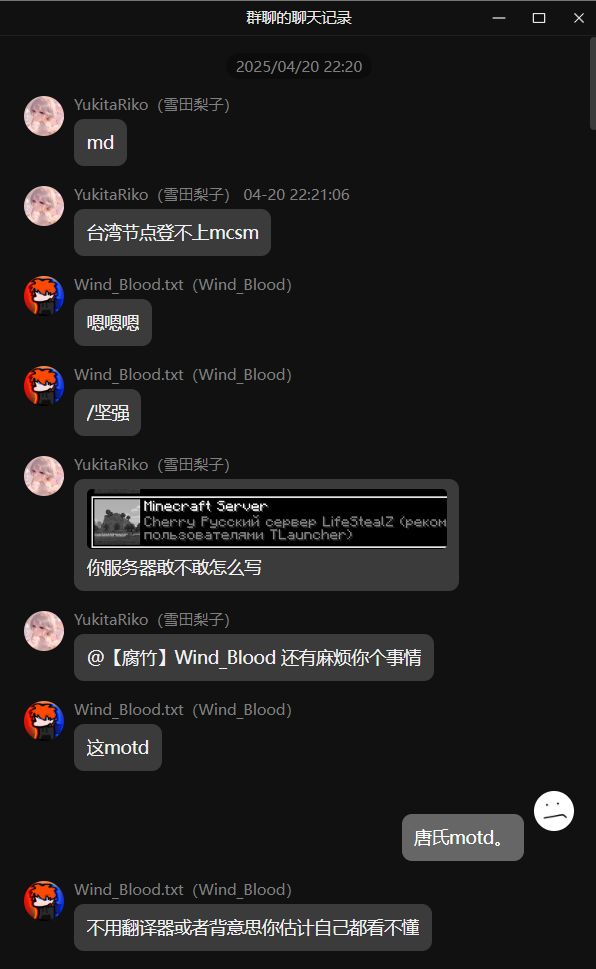 群聊的聊天记录
2025/04/20 22:20
YukitaRiko（雪田梨子）
md
YukitaRiko（雪田梨子） 04-20 22:21:06
台湾节点登不上mcsm
Wind_Blood.txt（Wind_Blood）
嗯嗯嗯
Wind_Blood.txt（Wind_Blood）
/坚强
YukitaRiko（雪田梨子）
Minecraft Server
Cherry Русский сервер LifeStealZ (реком
пользователями TLauncher)
你服务器敢不敢怎么写
YukitaRiko（雪田梨子）
@【腐竹】Wind_Blood 还有麻烦你个事情
Wind_Blood.txt（Wind_Blood）
这motd
唐氏motd。
Wind_Blood.txt（Wind_Blood）
不用翻译器或者背意思你估计自己都看不懂